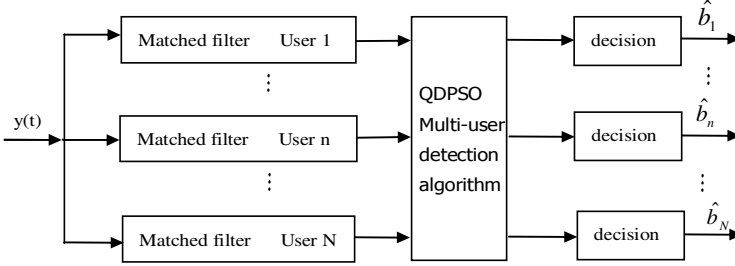 y(t)
Matched filter User 1
Matched filter User n
Matched filter User N
QDPSO
Multi-user
detection
algorithm
decision
decision
decision
b̂₁
b̂ₙ
b̂_N